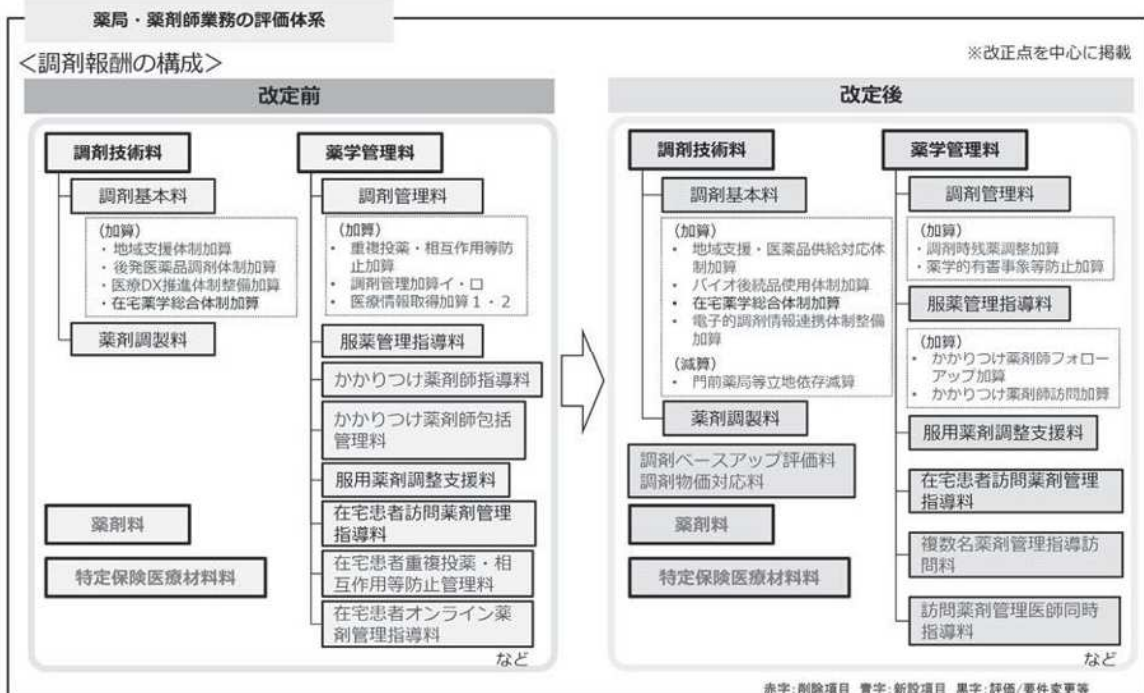 薬局・薬剤師業務の評価体系
＜調剤報酬の構成＞
※改正点を中心に掲載
改定前
調剤技術料
調剤基本料
（加算）
・地域支援体制加算
・後発医薬品調剤体制加算
・医療DX推進体制整備加算
・在宅薬学総合体制加算
薬剤調製料
薬剤料
特定保険医療材料料
薬学管理料
調剤管理料
（加算）
• 重複投薬・相互作用等防
止加算
• 調剤管理加算イ・ロ
• 医療情報取得加算１・２
服薬管理指導料
かかりつけ薬剤師指導料
かかりつけ薬剤師包括
管理料
服用薬剤調整支援料
在宅患者訪問薬剤管理
指導料
在宅患者重複投薬・相
互作用等防止管理料
在宅患者オンライン薬
剤管理指導料
など
改定後
調剤技術料
調剤基本料
（加算）
• 地域支援・医薬品供給対応体
制加算
• バイオ後続品使用体制加算
• 在宅薬学総合体制加算
• 電子的調剤情報連携体制整備
加算
（減算）
• 門前薬局等立地依存減算
薬剤調製料
調剤ベースアップ評価料
調剤物価対応料
薬剤料
特定保険医療材料料
薬学管理料
調剤管理料
（加算）
・調剤時残薬調整加算
・薬学的有害事象等防止加算
服薬管理指導料
（加算）
• かかりつけ薬剤師フォロー
アップ加算
• かかりつけ薬剤師訪問加算
服用薬剤調整支援料
在宅患者訪問薬剤管理
指導料
複数名薬剤管理指導訪
問料
訪問薬剤管理医師同時
指導料
など
赤字：削除項目 青字：新設項目 黒字：評価/要件変更等